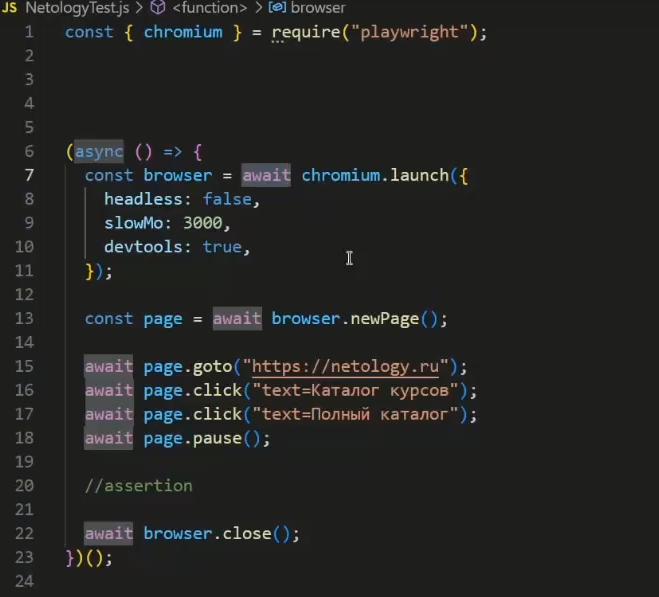 JS NetologyTest.js > <function> > browser
1 const { chromium } = require("playwright");
2
3
4
5
6 (async () => {
7 const browser = await chromium.launch({
8 headless: false,
9 slowMo: 3000,
10 devtools: true,
11 });
12
13 const page = await browser.newPage();
14
15 await page.goto("https://netology.ru");
16 await page.click("text=Каталог курсов");
17 await page.click("text=Полный каталог");
18 await page.pause();
19
20 //assertion
21
22 await browser.close();
23 })();
24